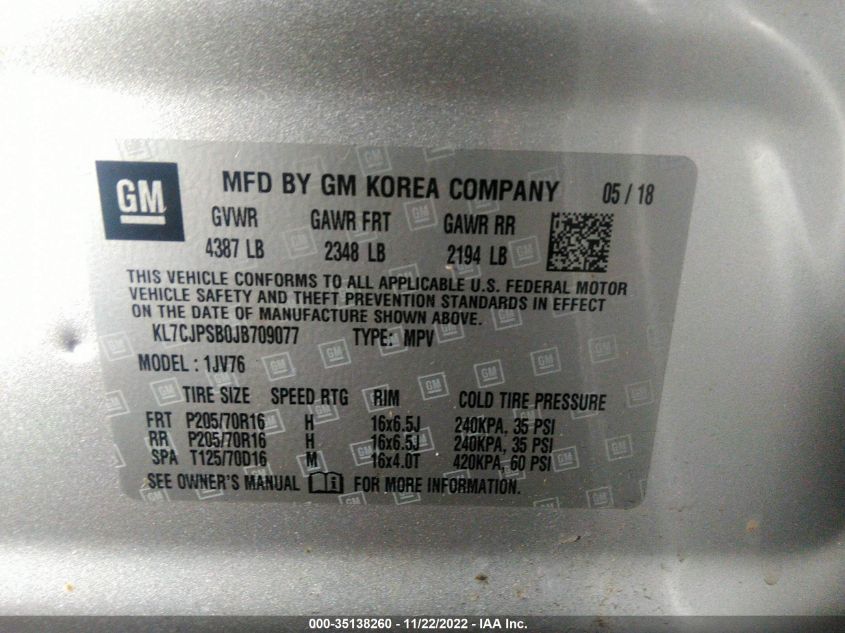 GM MFD BY GM KOREA COMPANY 05 / 18
GVWR GAWR FRT GAWR RR
4387 LB 2348 LB 2194 LB
THIS VEHICLE CONFORMS TO ALL APPLICABLE U.S. FEDERAL MOTOR
VEHICLE SAFETY AND THEFT PREVENTION STANDARDS IN EFFECT
ON THE DATE OF MANUFACTURE SHOWN ABOVE.
KL7CJPSB0JB709077 TYPE: MPV
MODEL: 1JV76
TIRE SIZE SPEED RTG RIM COLD TIRE PRESSURE
FRT P205/70R16 H 16x6.5J 240KPA, 35 PSI
RR P205/70R16 H 16x6.5J 240KPA, 35 PSI
SPA T125/70D16 M 16x4.0T 420KPA, 60 PSI
SEE OWNER'S MANUAL FOR MORE INFORMATION.
000-35138260 - 11/22/2022 - IAA Inc.